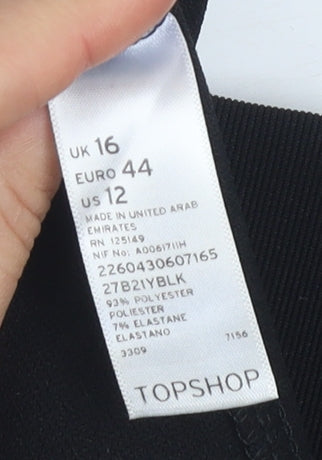 UK 16
EURO 44
US 12
MADE IN UNITED ARAB
EMIRATES
RN 125149
NIF No: A0061711H
2260430607165
27B21YBLK
93% POLYESTER
POLIESTER
7% ELASTANE
ELASTANO
3309 7156
TOPSHOP